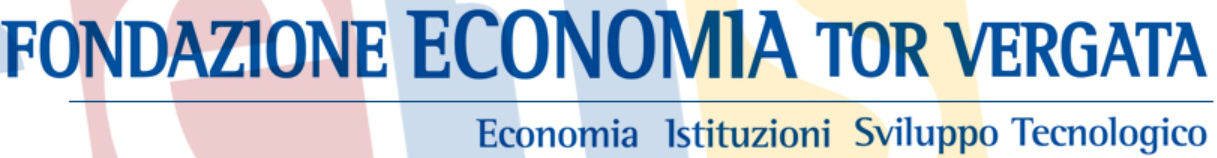 FONDAZIONE ECONOMIA TOR VERGATA
Economia Istituzioni Sviluppo Tecnologico